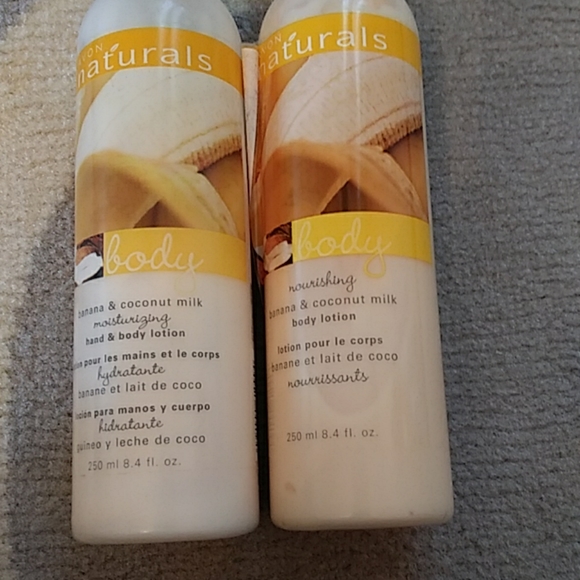 AVON
naturals
body
banana & coconut milk
moisturizing
hand & body lotion
pour les mains et le corps
hydratante
banane et lait de coco
para manos y cuerpo
hidratante
guineo y leche de coco
250 ml 8.4 fl. oz.
naturals
body
nourishing
banana & coconut milk
body lotion
lotion pour le corps
banane et lait de coco
nourrissants
250 ml 8.4 fl. oz.